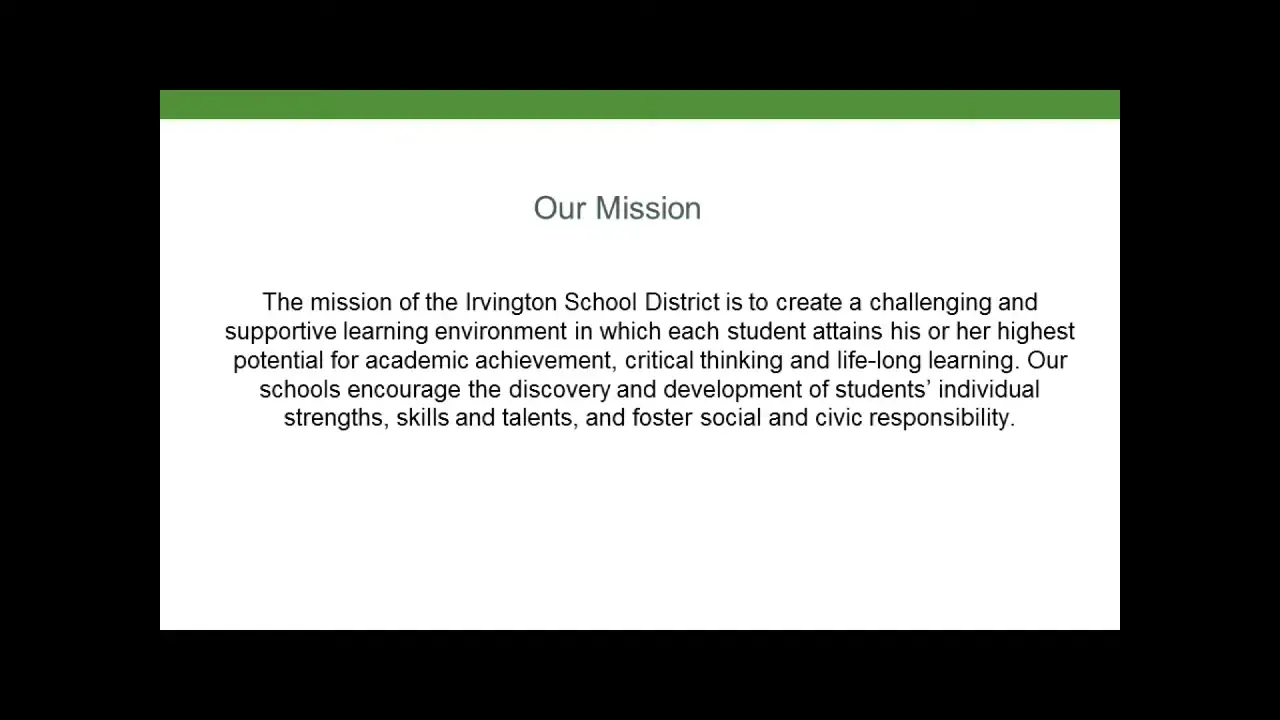 Our Mission
The mission of the Irvington School District is to create a challenging and
supportive learning environment in which each student attains his or her highest
potential for academic achievement, critical thinking and life-long learning. Our
schools encourage the discovery and development of students’ individual
strengths, skills and talents, and foster social and civic responsibility.